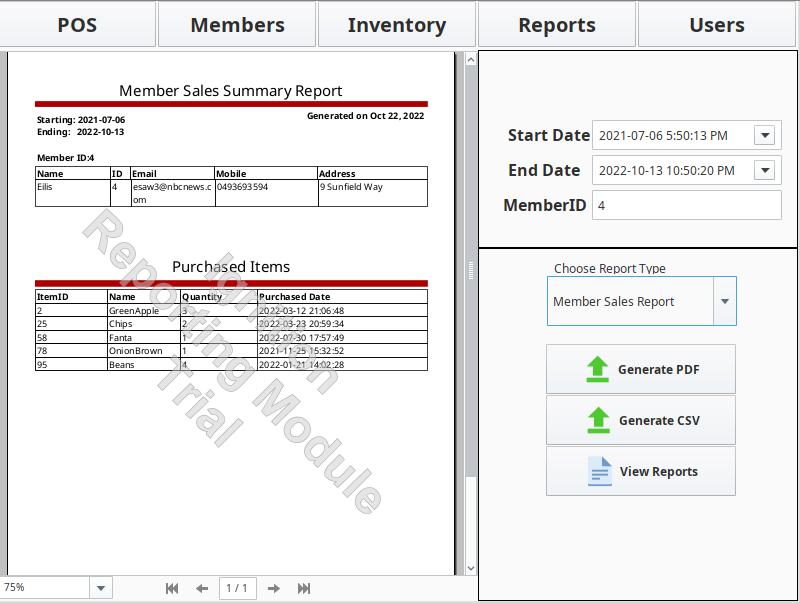 POS Members Inventory Reports Users
Member Sales Summary Report
Starting: 2021-07-06 Generated on Oct 22, 2022
Ending: 2022-10-13
Member ID:4
Name ID Email Mobile Address
Eilis 4 esaw3@nbcnews.c 0493693594 9 Sunfield Way
om
Purchased Items
ItemID Name Quantity Purchased Date
2 GreenApple 3 2022-03-12 21:06:48
25 Chips 2 2022-03-23 20:59:34
58 Fanta 1 2022-07-30 17:57:49
78 OnionBrown 1 2021-11-25 15:32:52
95 Beans 4 2022-01-21 14:02:28
Ignition
Reporting Module
Trial
75% 1 / 1
Start Date 2021-07-06 5:50:13 PM
End Date 2022-10-13 10:50:20 PM
MemberID 4
Choose Report Type
Member Sales Report
Generate PDF
Generate CSV
View Reports